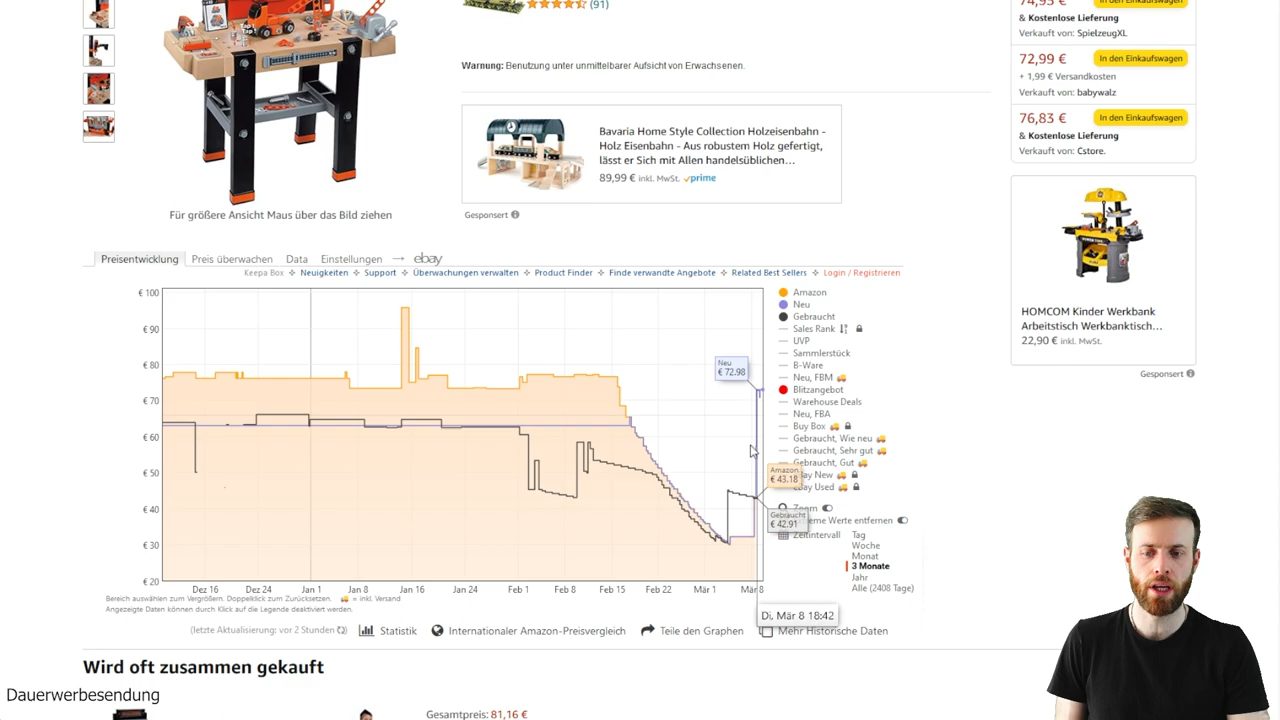 (91)
Warnung: Benutzung unter unmittelbarer Aufsicht von Erwachsenen.
Bavaria Home Style Collection Holzeisenbahn -
Holz Eisenbahn - Aus robustem Holz gefertigt,
lässt er Sich mit Allen handelsüblichen...
89,99 € inkl. MwSt. prime
Gesponsert
Für größere Ansicht Maus über das Bild ziehen
74,95 €
In den Einkaufswagen
& Kostenlose Lieferung
Verkauft von: SpielzeugXL
72,99 €
In den Einkaufswagen
+ 1,99 € Versandkosten
Verkauft von: babywalz
76,83 €
In den Einkaufswagen
& Kostenlose Lieferung
Verkauft von: Cstore.
HOMCOM Kinder Werkbank
Arbeitstisch Werkbanktisch...
22,90 € inkl. MwSt.
Gesponsert
Preisentwicklung Preis überwachen Data Einstellungen → ebay
Keepa Box Neuigkeiten Support Überwachungen verwalten Product Finder Finde verwandte Angebote Related Best Sellers Login / Registrieren
€ 100
€ 90
€ 80
€ 70
€ 60
€ 50
€ 40
€ 30
€ 20
Neu
€ 72.98
Amazon
€ 43.18
Gebraucht
€ 42.91
Dez 16 Dez 24 Jan 1 Jan 8 Jan 16 Jan 24 Feb 1 Feb 8 Feb 15 Feb 22 Mär 1 Mär 8
Di, Mär 8 18:42
Amazon
Neu
Gebraucht
Sales Rank
UVP
Sammlerstück
B-Ware
Neu, FBM
Blitzangebot
Warehouse Deals
Neu, FBA
Buy Box
Gebraucht, Wie neu
Gebraucht, Sehr gut
Gebraucht, Gut
eBay New
eBay Used
Zoom
Extreme Werte entfernen
Zeitintervall
Tag
Woche
Monat
3 Monate
Jahr
Alle (2408 Tage)
Bereich auswählen zum Vergrößern. Doppelklick zum Zurücksetzen. = inkl. Versand
Angezeigte Daten können durch Klick auf die Legende deaktiviert werden.
(letzte Aktualisierung: vor 2 Stunden) Statistik Internationaler Amazon-Preisvergleich Teile den Graphen Mehr Historische Daten
Wird oft zusammen gekauft
Dauerwerbesendung
Gesamtpreis: 81,16 €